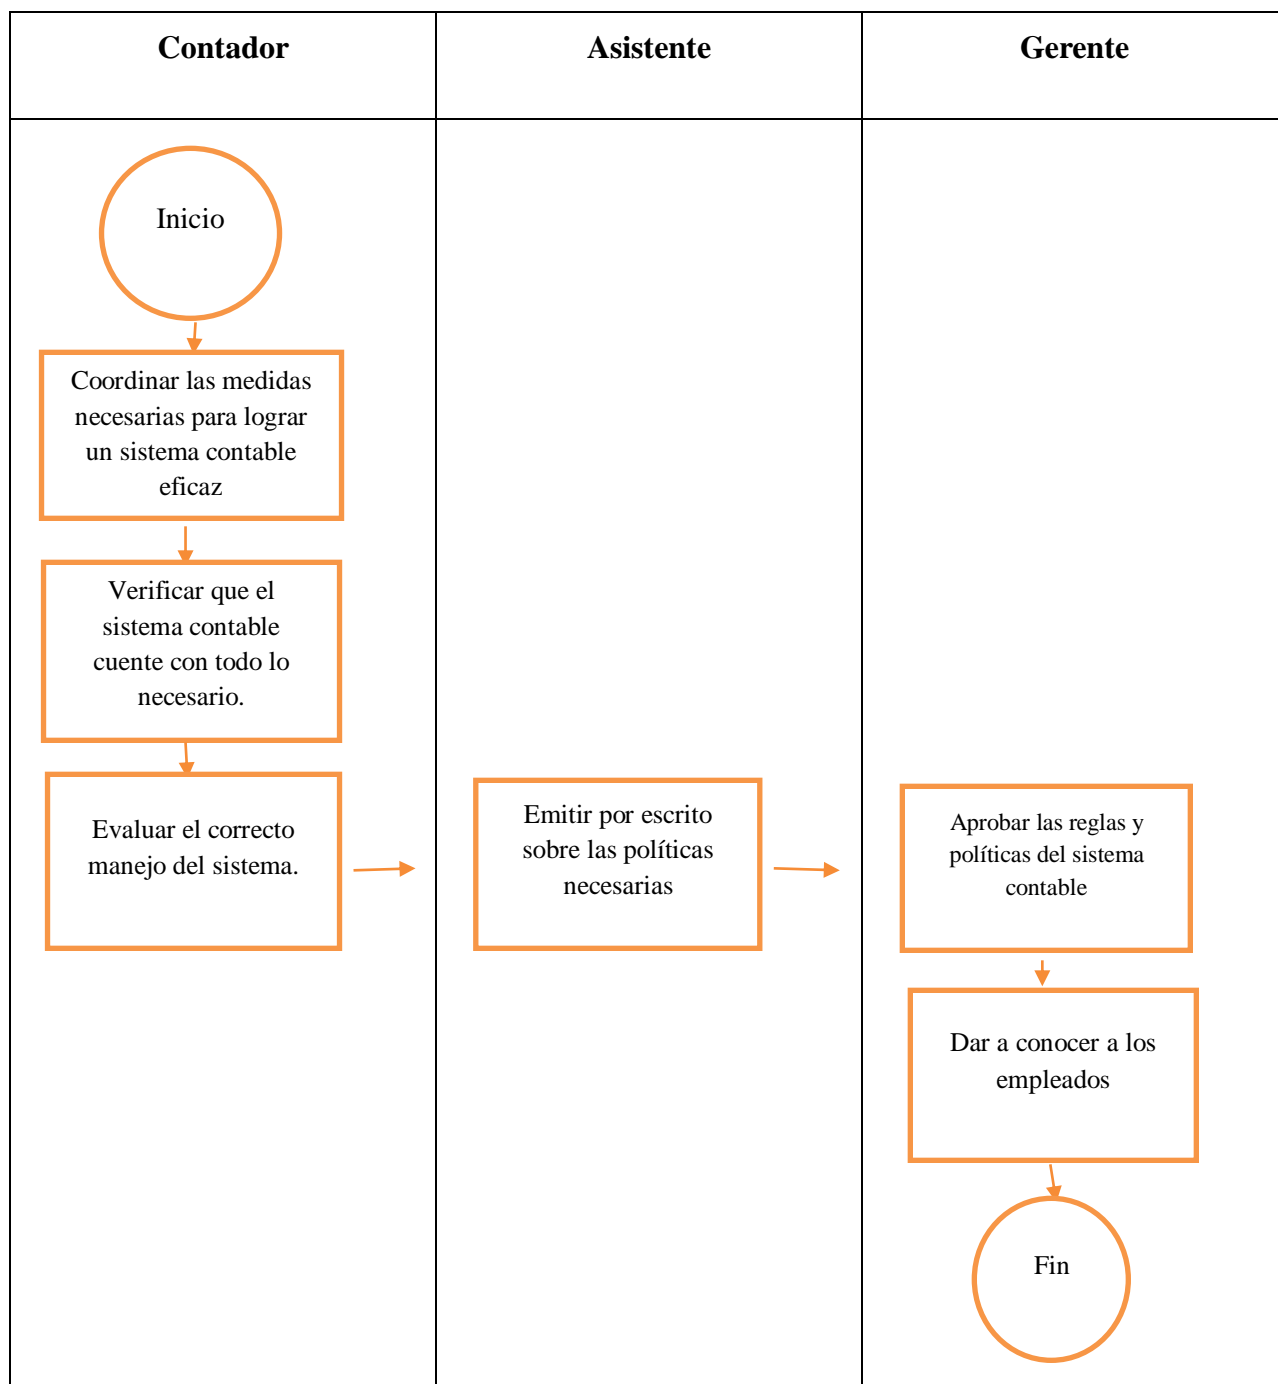 Contador
Asistente
Gerente
Inicio
Coordinar las medidas
necesarias para lograr
un sistema contable
eficaz
Verificar que el
sistema contable
cuente con todo lo
necesario.
Evaluar el correcto
manejo del sistema.
Emitir por escrito
sobre las políticas
necesarias
Aprobar las reglas y
políticas del sistema
contable
Dar a conocer a los
empleados
Fin